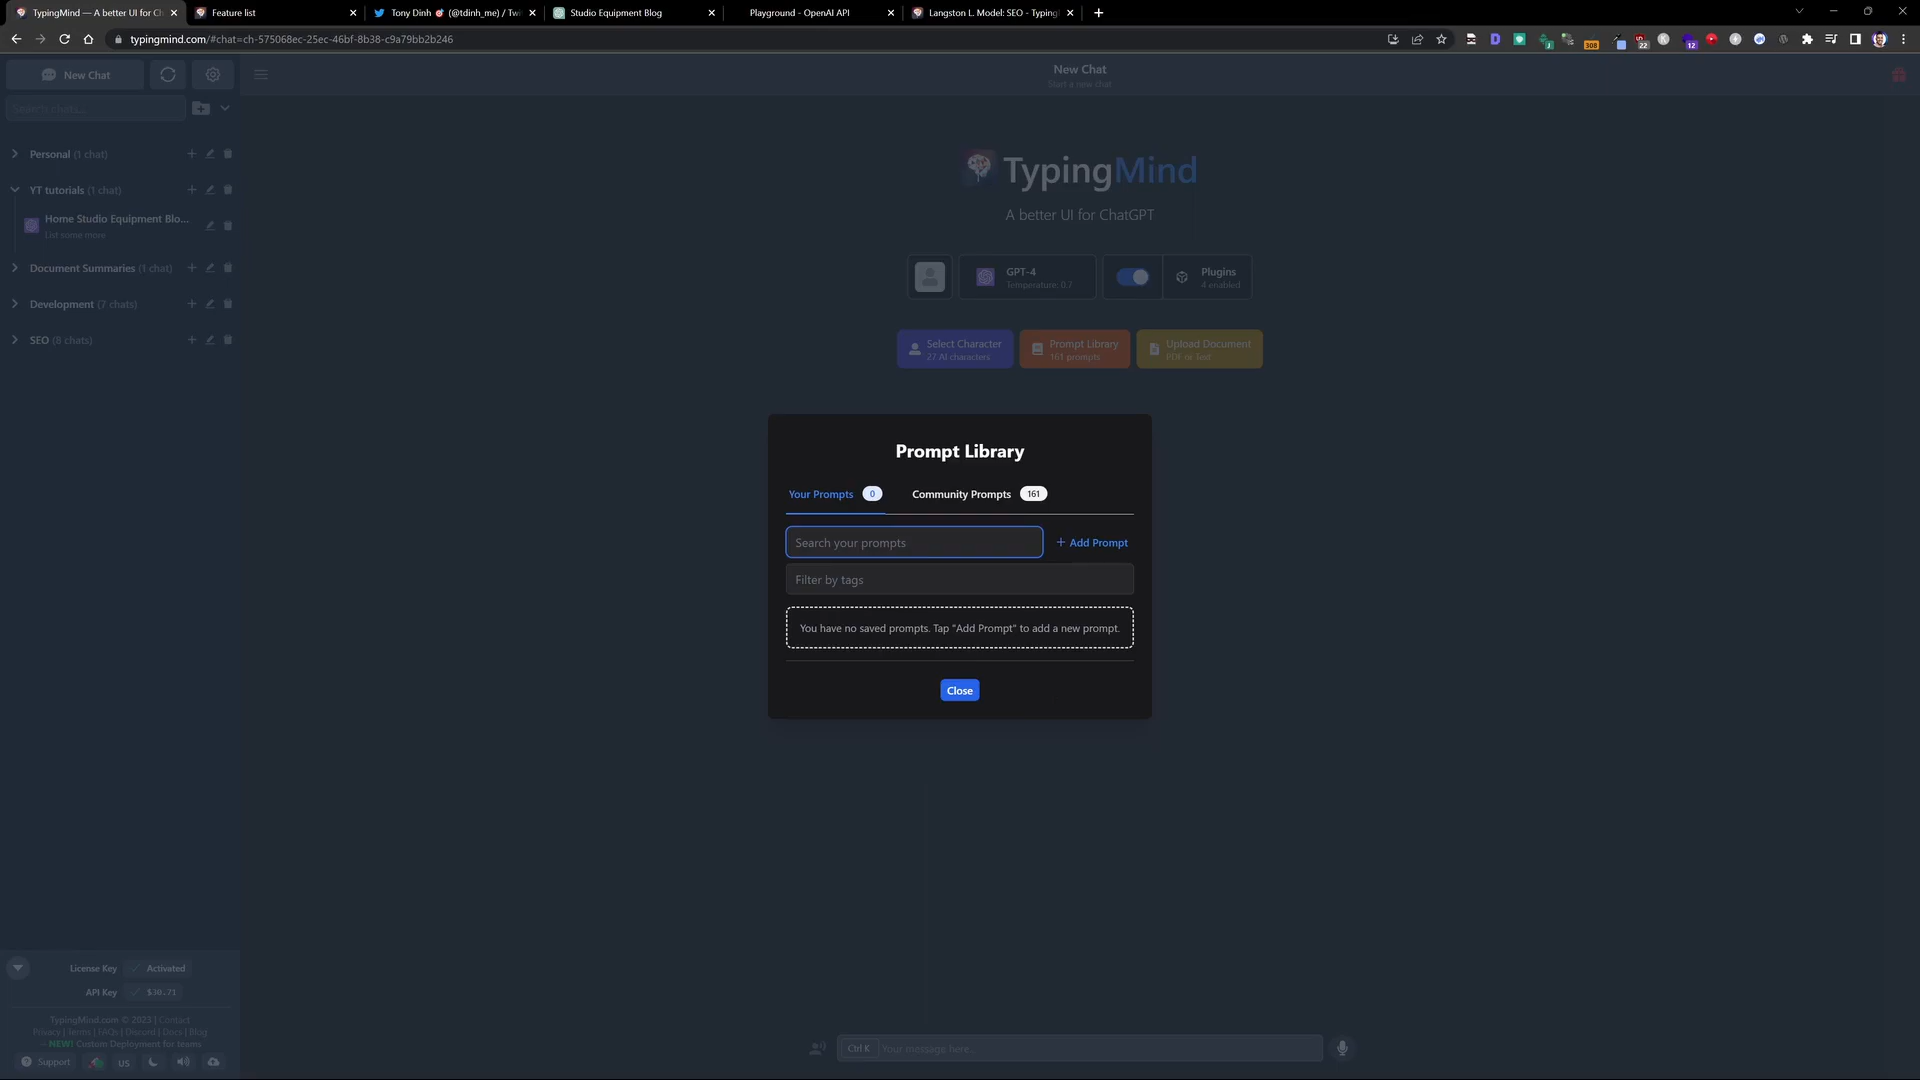 TypingMind — A better UI for Ch
Feature list
Tony Dinh 🎯 (@tdinh_me) / Twi
Studio Equipment Blog
Playground - OpenAI API
Langston L. Model: SEO - Typing
typingmind.com/#chat=ch-575068ec-25ec-46bf-8b38-c9a79bb2b246
308
22
12
New Chat
New Chat
Start a new chat
Search chats...
Personal (1 chat)
YT tutorials (1 chat)
Home Studio Equipment Blo...
List some more
Document Summaries (1 chat)
Development (7 chats)
SEO (8 chats)
TypingMind
A better UI for ChatGPT
GPT-4
Temperature: 0.7
Plugins
4 enabled
Select Character
27 AI characters
Prompt Library
161 prompts
Upload Document
PDF or Text
Prompt Library
Your Prompts 0
Community Prompts 161
Search your prompts
+ Add Prompt
Filter by tags
You have no saved prompts. Tap "Add Prompt" to add a new prompt.
Close
License Key Activated
API Key $30.71
TypingMind.com © 2023 | Contact
Privacy | Terms | FAQs | Discord | Docs | Blog
NEW! Custom Deployment for teams
Support
US
Ctrl K Your message here...